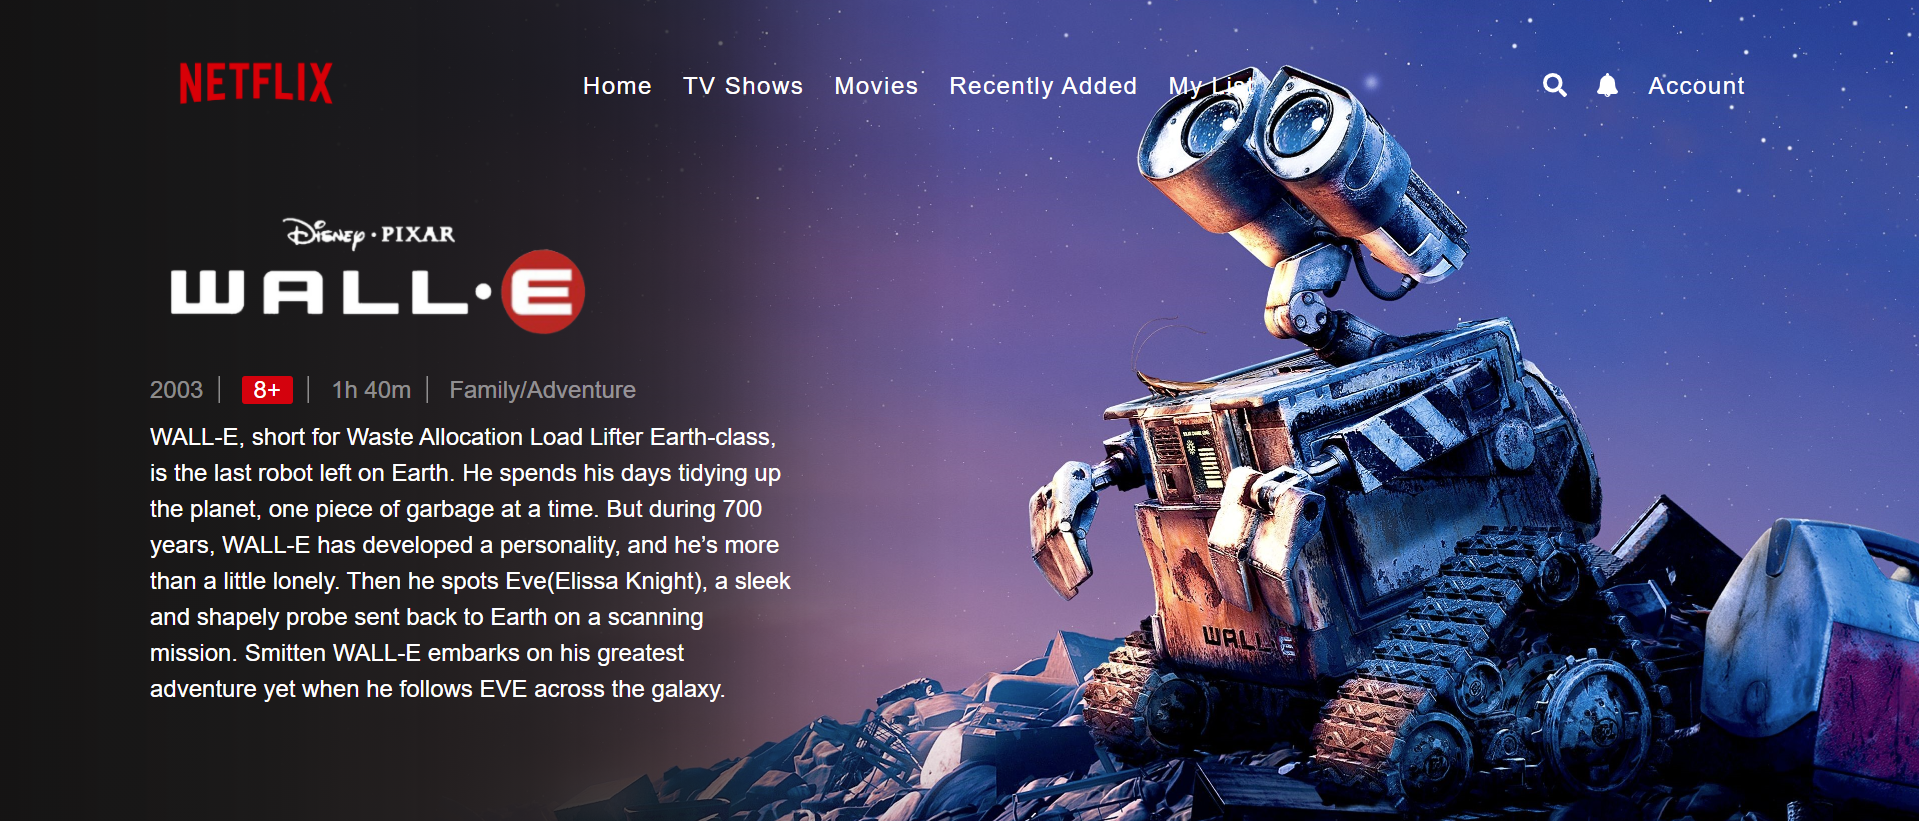 NETFLIX
Home TV Shows Movies Recently Added My List
Account
Disney · PIXAR
WALL·E
2003 8+ 1h 40m Family/Adventure
WALL-E, short for Waste Allocation Load Lifter Earth-class,
is the last robot left on Earth. He spends his days tidying up
the planet, one piece of garbage at a time. But during 700
years, WALL-E has developed a personality, and he’s more
than a little lonely. Then he spots Eve(Elissa Knight), a sleek
and shapely probe sent back to Earth on a scanning
mission. Smitten WALL-E embarks on his greatest
adventure yet when he follows EVE across the galaxy.
WALL·E